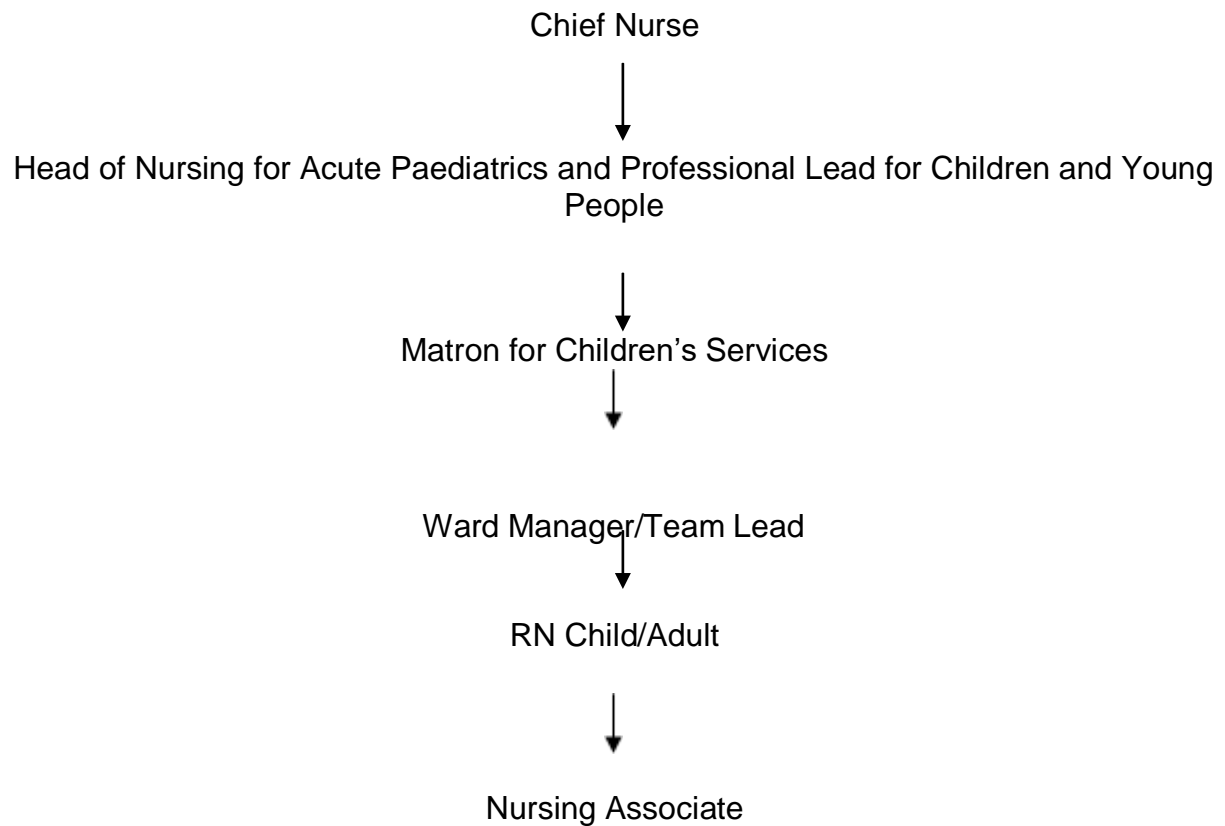 Chief Nurse
Head of Nursing for Acute Paediatrics and Professional Lead for Children and Young
People
Matron for Children's Services
Ward Manager/Team Lead
RN Child/Adult
Nursing Associate